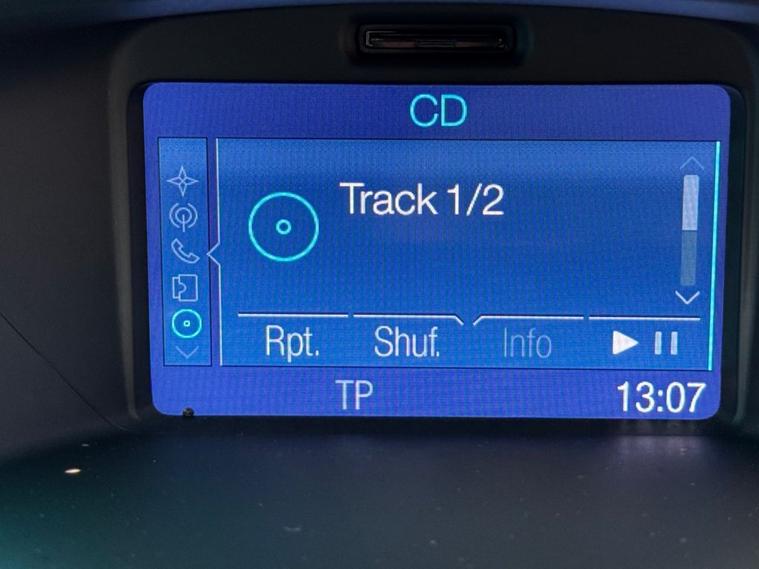 CD
Track 1/2
Rpt. Shuf. Info
TP 13:07